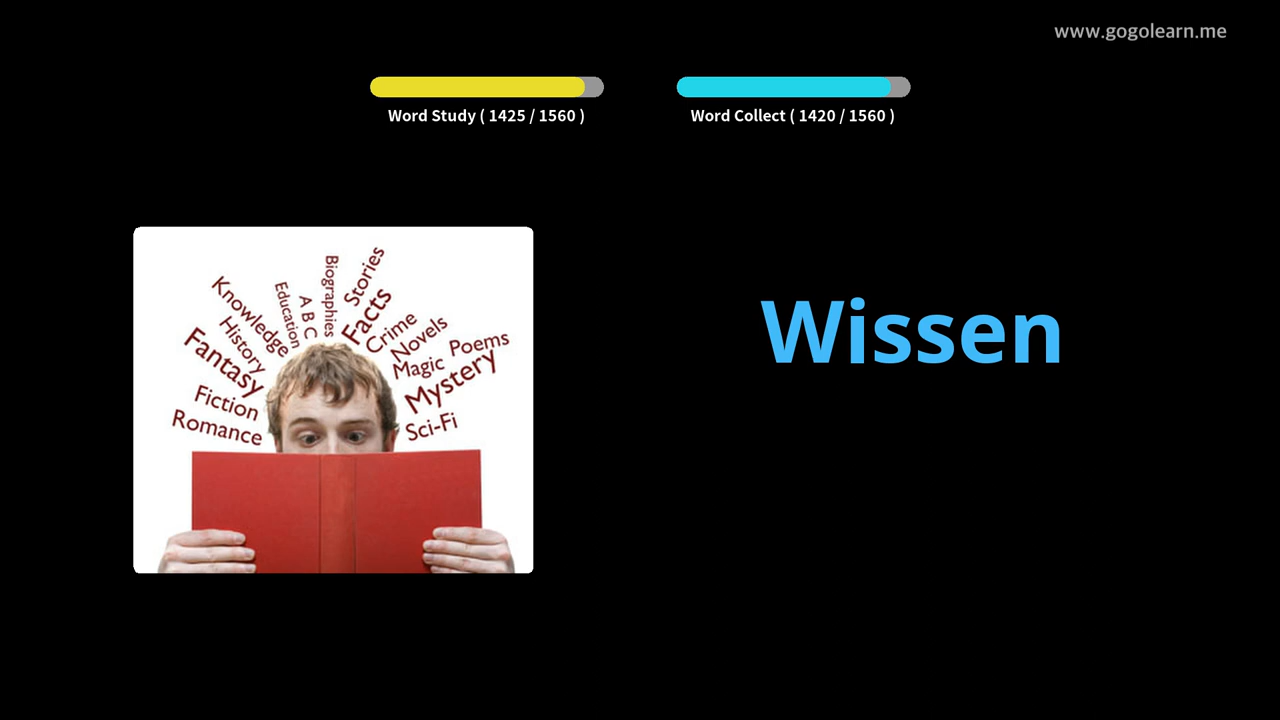 www.gogolearn.me
Word Study ( 1425 / 1560 )
Word Collect ( 1420 / 1560 )
Wissen
Romance
Fiction
Fantasy
History
Knowledge
Education
A B C
Biographies
Stories
Facts
Crime
Novels
Poems
Magic
Mystery
Sci-Fi